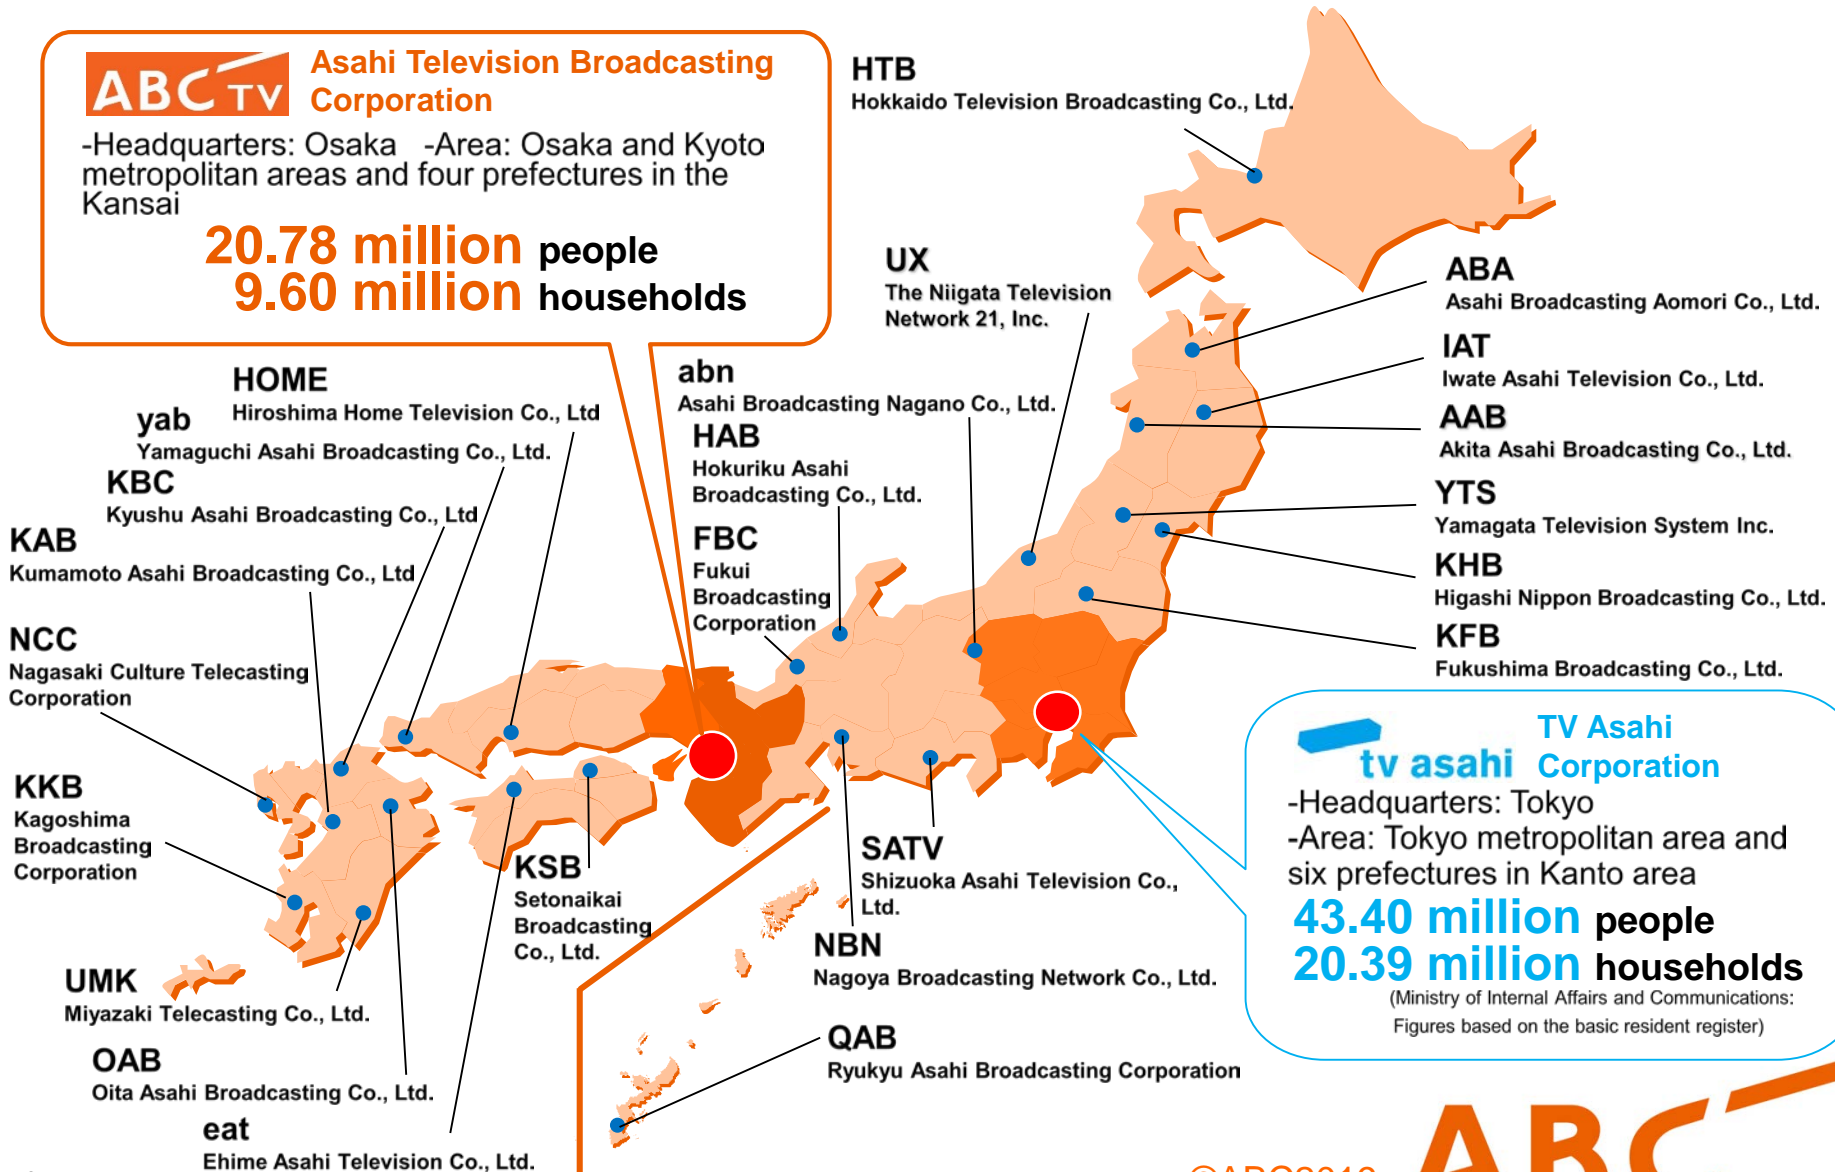 ABC TV
Asahi Television Broadcasting
Corporation
-Headquarters: Osaka -Area: Osaka and Kyoto
metropolitan areas and four prefectures in the
Kansai
20.78 million people
9.60 million households
HTB
Hokkaido Television Broadcasting Co., Ltd.
UX
The Niigata Television
Network 21, Inc.
ABA
Asahi Broadcasting Aomori Co., Ltd.
IAT
Iwate Asahi Television Co., Ltd.
AAB
Akita Asahi Broadcasting Co., Ltd.
YTS
Yamagata Television System Inc.
KHB
Higashi Nippon Broadcasting Co., Ltd.
KFB
Fukushima Broadcasting Co., Ltd.
HOME
Hiroshima Home Television Co., Ltd
yab
Yamaguchi Asahi Broadcasting Co., Ltd.
KBC
Kyushu Asahi Broadcasting Co., Ltd
KAB
Kumamoto Asahi Broadcasting Co., Ltd
NCC
Nagasaki Culture Telecasting
Corporation
KKB
Kagoshima
Broadcasting
Corporation
UMK
Miyazaki Telecasting Co., Ltd.
OAB
Oita Asahi Broadcasting Co., Ltd.
eat
Ehime Asahi Television Co., Ltd.
abn
Asahi Broadcasting Nagano Co., Ltd.
HAB
Hokuriku Asahi
Broadcasting Co., Ltd.
FBC
Fukui
Broadcasting
Corporation
KSB
Setonaikai
Broadcasting
Co., Ltd.
SATV
Shizuoka Asahi Television Co.,
Ltd.
NBN
Nagoya Broadcasting Network Co., Ltd.
QAB
Ryukyu Asahi Broadcasting Corporation
tv asahi
TV Asahi
Corporation
-Headquarters: Tokyo
-Area: Tokyo metropolitan area and
six prefectures in Kanto area
43.40 million people
20.39 million households
(Ministry of Internal Affairs and Communications:
Figures based on the basic resident register)
ABC